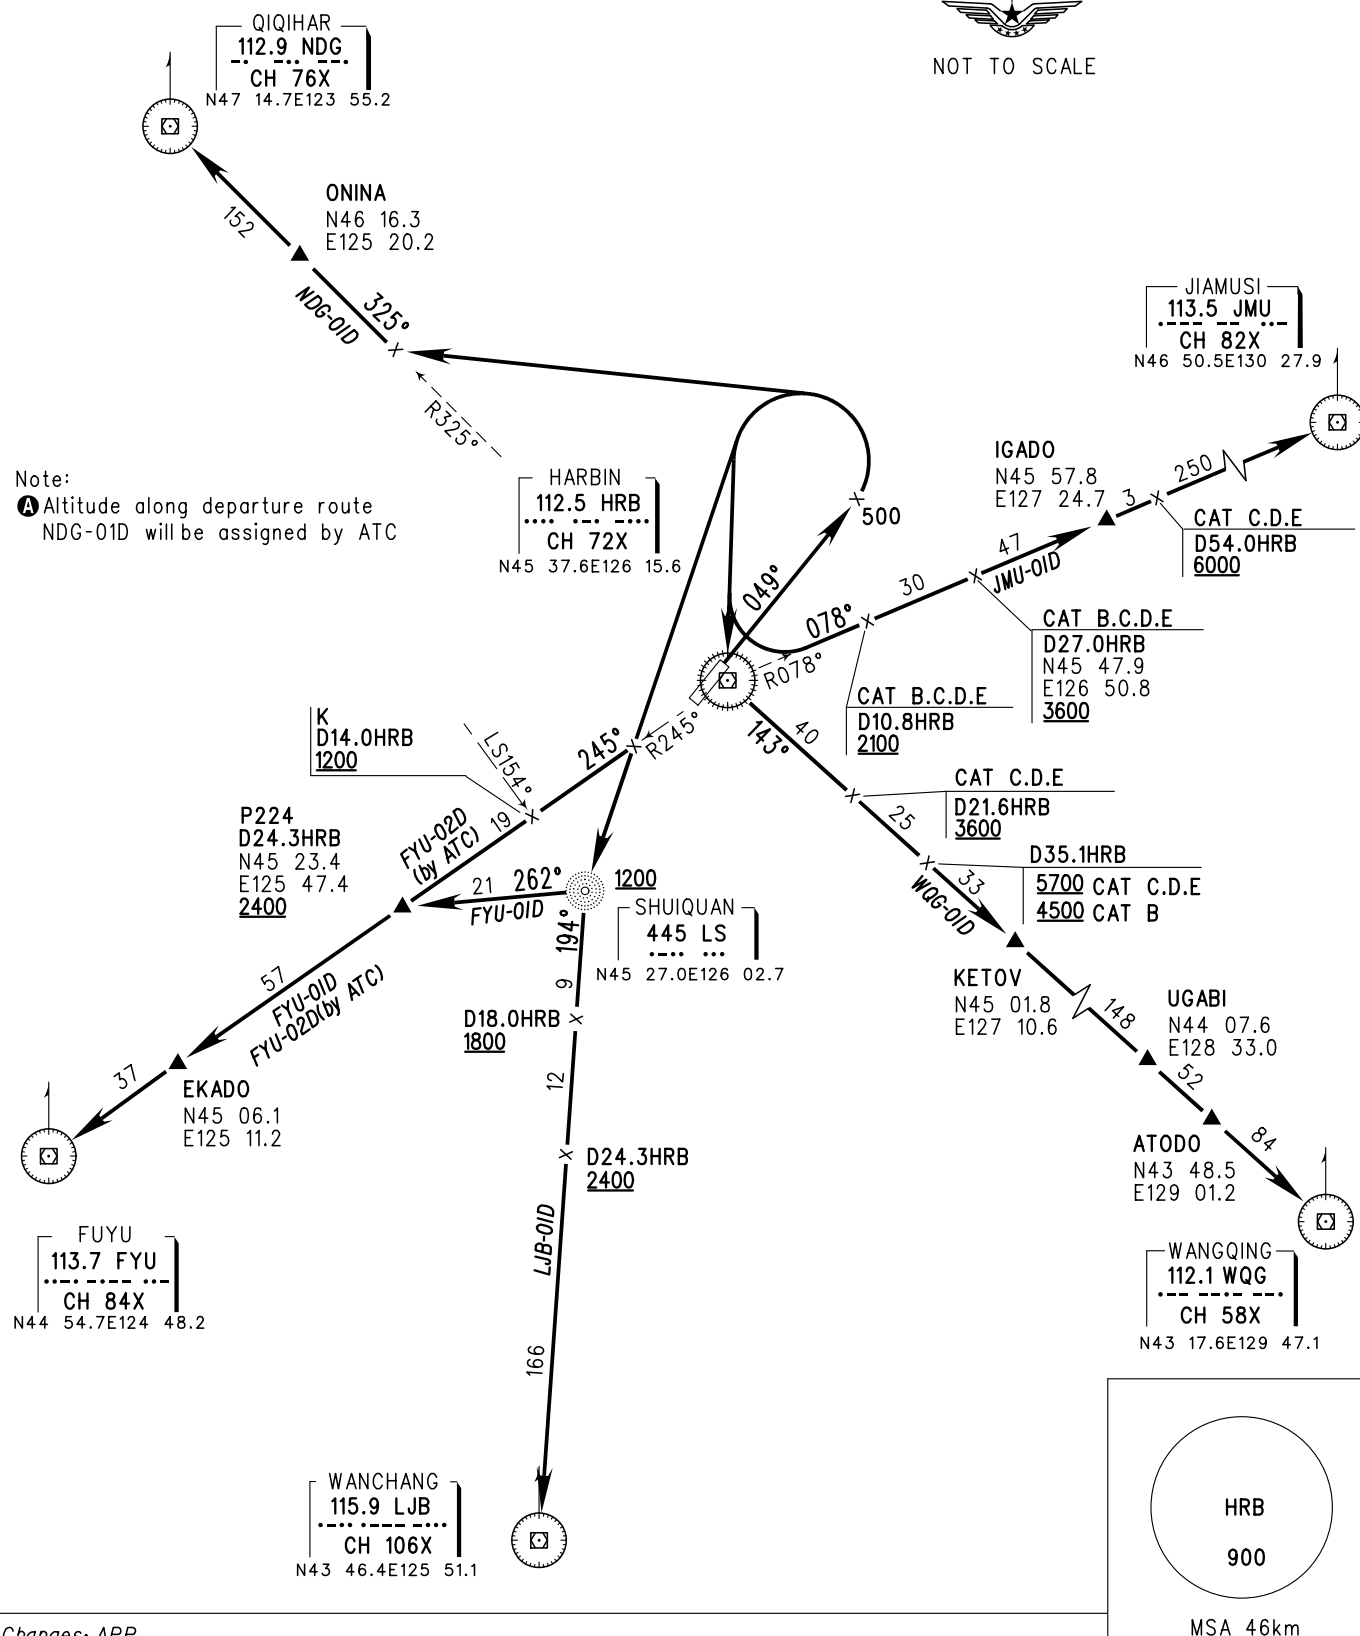 NOT TO SCALE
QIQIHAR
112.9 NDG
CH 76X
N47 14.7E123 55.2
ONINA
N46 16.3
E125 20.2
152
NDG-01D
325°
R325°
JIAMUSI
113.5 JMU
CH 82X
N46 50.5E130 27.9
Note:
A Altitude along departure route
NDG-01D will be assigned by ATC
HARBIN
112.5 HRB
CH 72X
N45 37.6E126 15.6
500
049°
IGADO
N45 57.8
E127 24.7
3
250
CAT C.D.E
D54.0HRB
6000
47
JMU-01D
30
078°
R078°
CAT B.C.D.E
D27.0HRB
N45 47.9
E126 50.8
3600
CAT B.C.D.E
D10.8HRB
2100
K
D14.0HRB
1200
LS154°
245°
R245°
143°
40
CAT C.D.E
D21.6HRB
3600
25
D35.1HRB
5700 CAT C.D.E
4500 CAT B
33
WQG-01D
P224
D24.3HRB
N45 23.4
E125 47.4
2400
FYU-02D
(by ATC)
19
21
262°
FYU-01D
1200
SHUIQUAN
445 LS
N45 27.0E126 02.7
194°
9
D18.0HRB
1800
12
D24.3HRB
2400
LJB-01D
166
57
FYU-01D
FYU-02D(by ATC)
37
EKADO
N45 06.1
E125 11.2
KETOV
N45 01.8
E127 10.6
148
UGABI
N44 07.6
E128 33.0
52
ATODO
N43 48.5
E129 01.2
84
FUYU
113.7 FYU
CH 84X
N44 54.7E124 48.2
WANGQING
112.1 WQG
CH 58X
N43 17.6E129 47.1
WANCHANG
115.9 LJB
CH 106X
N43 46.4E125 51.1
HRB
900
MSA 46km
Changes: APP